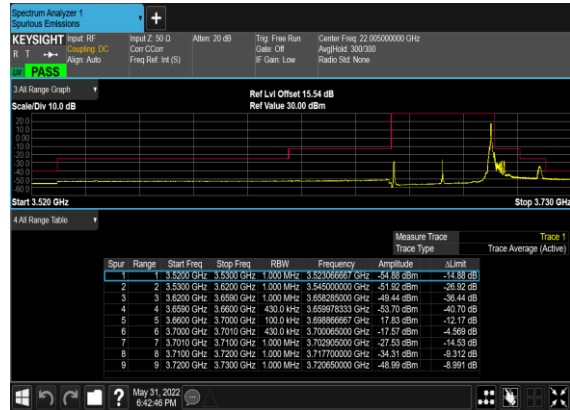 Spectrum Analyzer 1
Spurious Emissions
KEYSIGHT
R T
Input: RF
Coupling: DC
Align: Auto
Input Z: 50 Ω
Corr CCorr
Freq Ref: Int (S)
Atten: 20 dB
Trig: Free Run
Gate: Off
IF Gain: Low
Center Freq: 22.005000000 GHz
Avg|Hold: 300/300
Radio Std: None
PASS
3 All Range Graph
Scale/Div 10.0 dB
Ref Lvl Offset 15.54 dB
Ref Value 30.00 dBm
20.0
10.0
0.00
-10.0
-20.0
-30.0
-40.0
-50.0
-60.0
Start 3.520 GHz
Stop 3.730 GHz
4 All Range Table
Measure Trace Trace 1
Trace Type Trace Average (Active)
Spur Range Start Freq Stop Freq RBW Frequency Amplitude ΔLimit
1 1 3.5200 GHz 3.5300 GHz 1.000 MHz 3.523066667 GHz -54.88 dBm -14.88 dB
2 2 3.5300 GHz 3.6200 GHz 1.000 MHz 3.545000000 GHz -51.92 dBm -26.92 dB
3 3 3.6200 GHz 3.6590 GHz 1.000 MHz 3.658285000 GHz -49.44 dBm -36.44 dB
4 4 3.6590 GHz 3.6600 GHz 430.0 kHz 3.659978333 GHz -53.70 dBm -40.70 dB
5 5 3.6600 GHz 3.7000 GHz 100.0 kHz 3.698866667 GHz 17.83 dBm -12.17 dB
6 6 3.7000 GHz 3.7010 GHz 430.0 kHz 3.700065000 GHz -17.57 dBm -4.569 dB
7 7 3.7010 GHz 3.7100 GHz 1.000 MHz 3.702905000 GHz -27.53 dBm -14.53 dB
8 8 3.7100 GHz 3.7200 GHz 1.000 MHz 3.717700000 GHz -34.31 dBm -9.312 dB
9 9 3.7200 GHz 3.7300 GHz 1.000 MHz 3.720650000 GHz -48.99 dBm -8.991 dB
May 31, 2022
6:42:46 PM